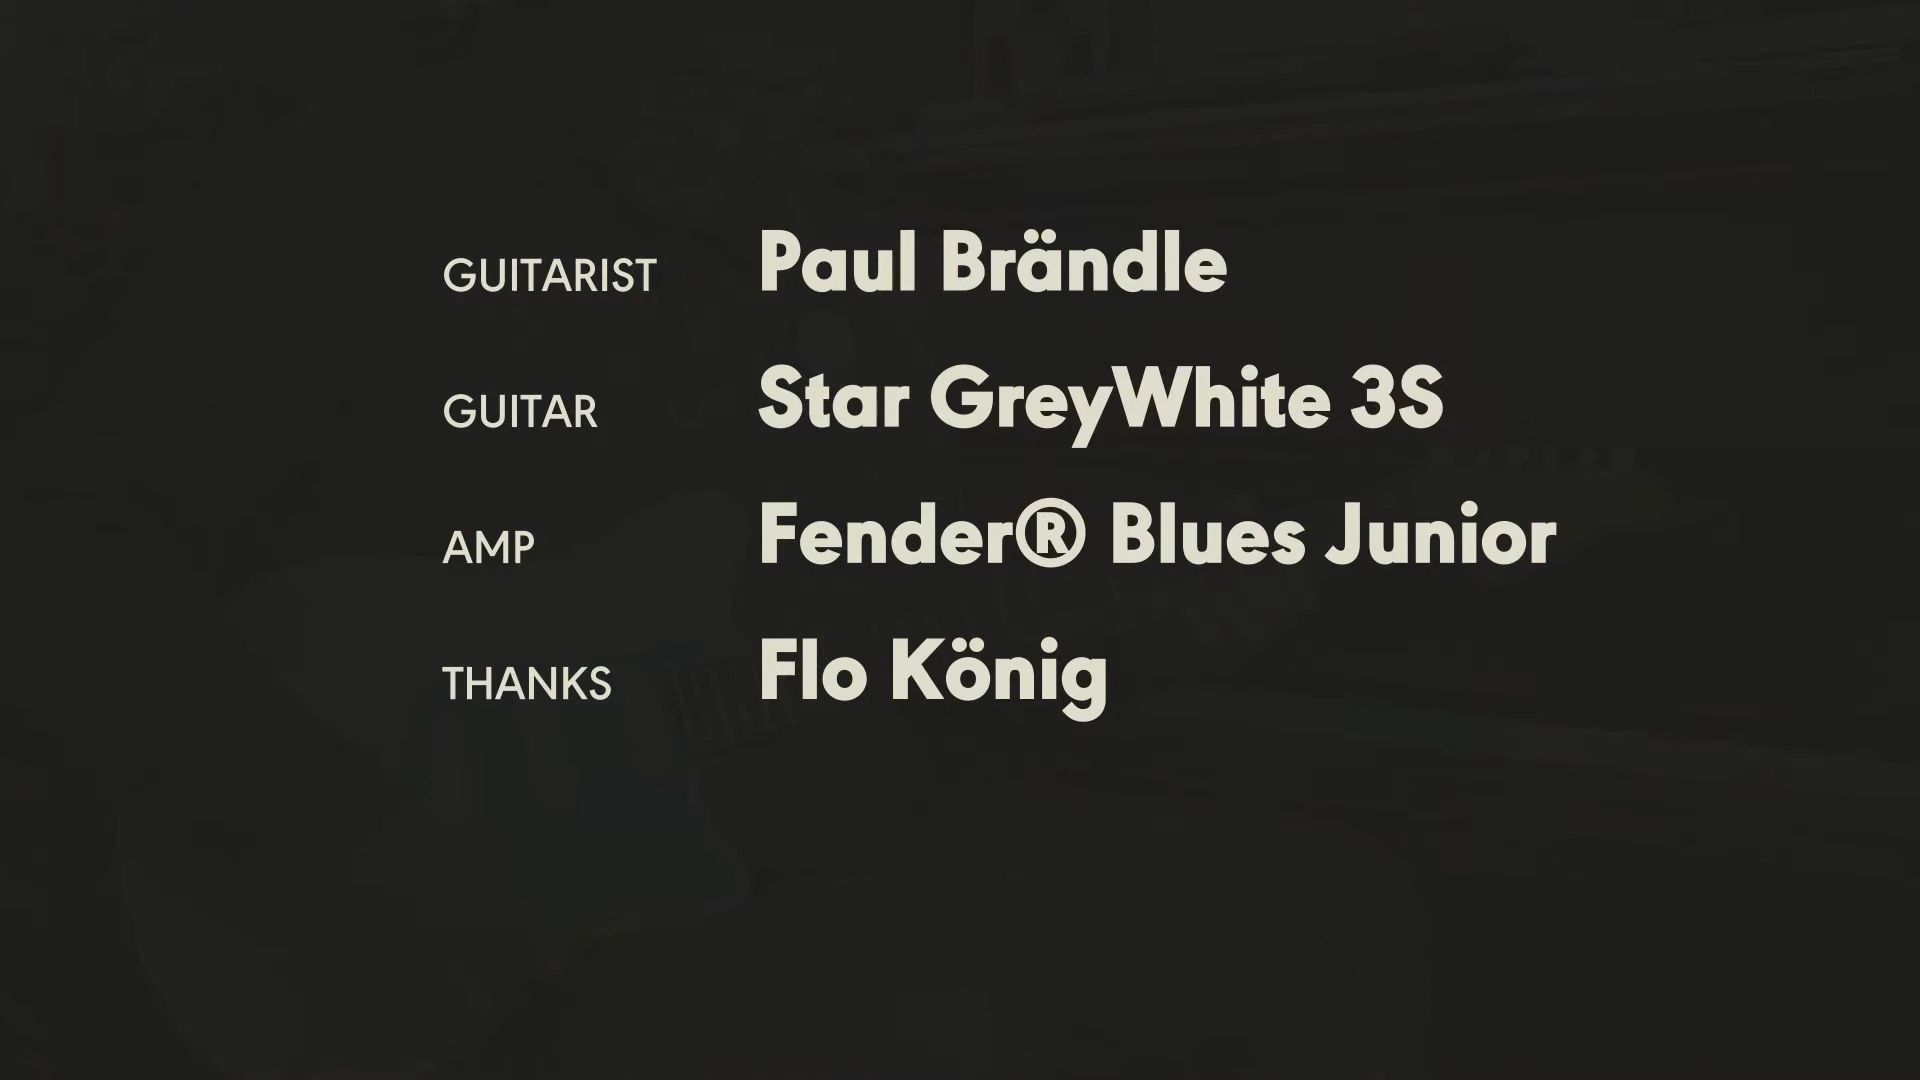 GUITARIST Paul Brändle
GUITAR Star GreyWhite 3S
AMP Fender® Blues Junior
THANKS Flo König